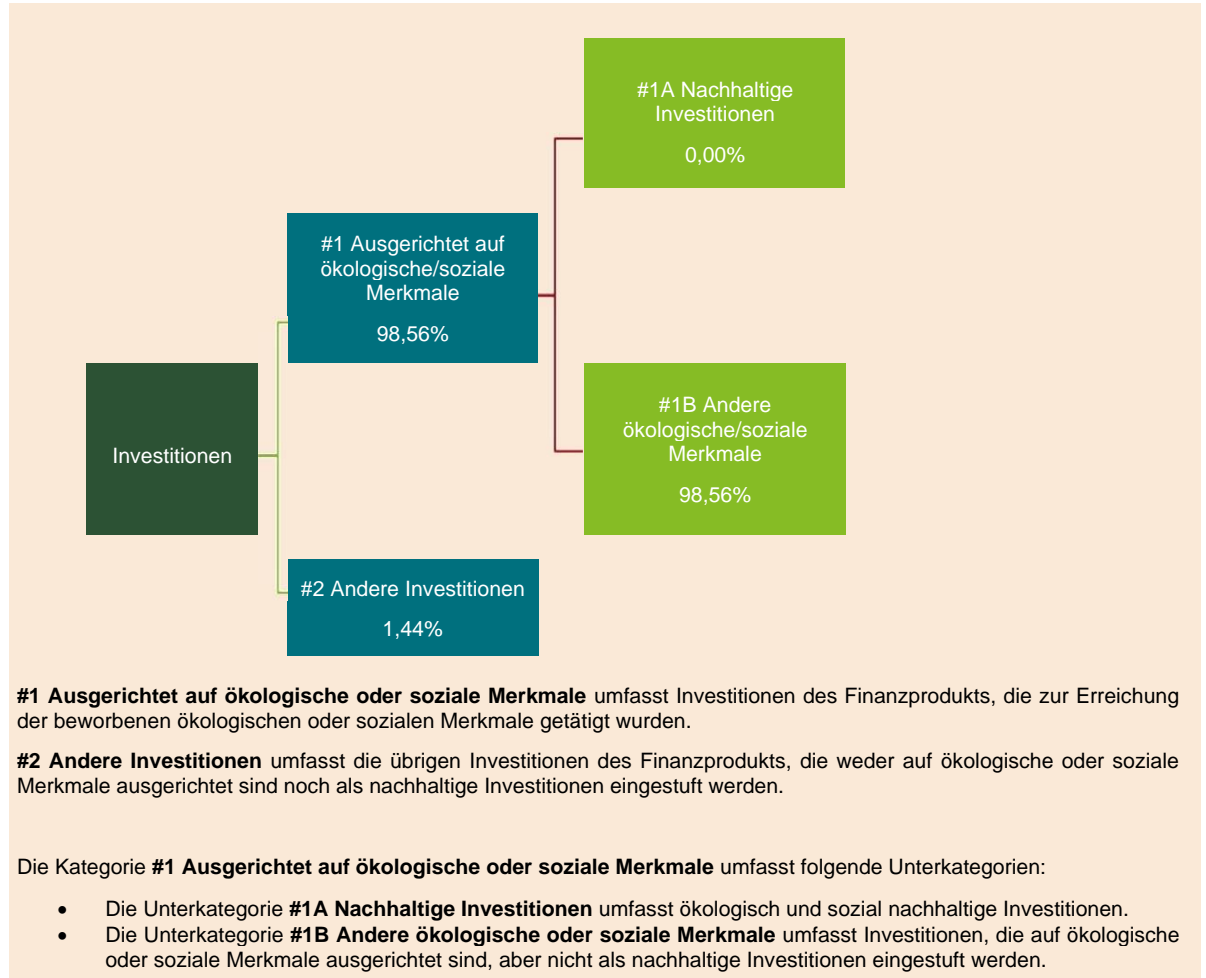 #1A Nachhaltige
Investitionen
0,00%
#1 Ausgerichtet auf
ökologische/soziale
Merkmale
98,56%
#1B Andere
ökologische/soziale
Merkmale
98,56%
Investitionen
#2 Andere Investitionen
1,44%
#1 Ausgerichtet auf ökologische oder soziale Merkmale umfasst Investitionen des Finanzprodukts, die zur Erreichung
der beworbenen ökologischen oder sozialen Merkmale getätigt wurden.
#2 Andere Investitionen umfasst die übrigen Investitionen des Finanzprodukts, die weder auf ökologische oder soziale
Merkmale ausgerichtet sind noch als nachhaltige Investitionen eingestuft werden.
Die Kategorie #1 Ausgerichtet auf ökologische oder soziale Merkmale umfasst folgende Unterkategorien:
• Die Unterkategorie #1A Nachhaltige Investitionen umfasst ökologisch und sozial nachhaltige Investitionen.
• Die Unterkategorie #1B Andere ökologische oder soziale Merkmale umfasst Investitionen, die auf ökologische
oder soziale Merkmale ausgerichtet sind, aber nicht als nachhaltige Investitionen eingestuft werden.